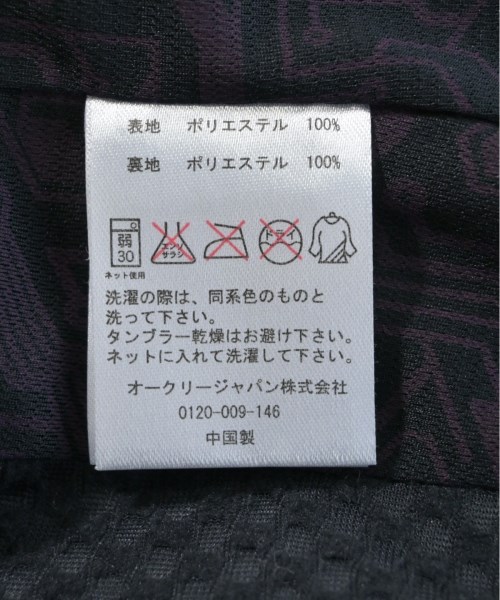 表地 ポリエステル 100%
裏地 ポリエステル 100%
弱
30
エンソ
サラシ
ドライ
ネット使用
洗濯の際は、同系色のものと
洗って下さい。
タンブラー乾燥はお避け下さい。
ネットに入れて洗濯して下さい。
オークリージャパン株式会社
0120-009-146
中国製